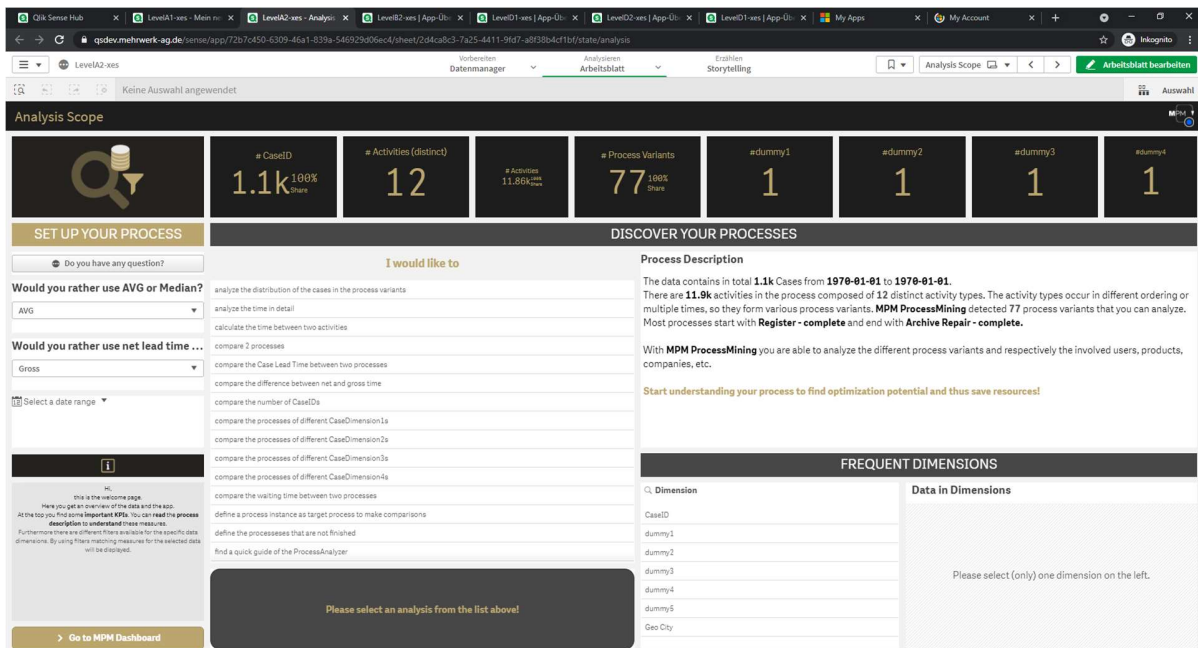 Qlik Sense Hub
LevelA1-xes - Mein ne
LevelA2-xes - Analysis
LevelB2-xes | App-Üb
LevelD1-xes | App-Üb
LevelD2-xes | App-Üb
LevelD1-xes | App-Üb
My Apps
My Account
qsdev.mehrwerk-ag.de/sense/app/72b7c450-6309-46a1-839a-546929d06ec4/sheet/2d4ca8c3-7a25-4411-9fd7-a8f38b4cf1bf/state/analysis
Inkognito
LevelA2-xes
Vorbereiten
Datenmanager
Analysieren
Arbeitsblatt
Erzählen
Storytelling
Analysis Scope
Arbeitsblatt bearbeiten
Keine Auswahl angewendet
Auswahl
Analysis Scope
MPM
# CaseID
1.1k 100% Share
# Activities (distinct)
12
# Activities
11.86k 100% Share
# Process Variants
77 100% Share
#dummy1
1
#dummy2
1
#dummy3
1
#dummy4
1
SET UP YOUR PROCESS
DISCOVER YOUR PROCESSES
Do you have any question?
Would you rather use AVG or Median?
AVG
Would you rather use net lead time ...
Gross
Select a date range
i
Hi,
this is the welcome page.
Here you get an overview of the data and the app.
At the top you find some important KPIs. You can read the process
description to understand these measures.
Furthermore there are different filters available for the specific data
dimensions. By using filters matching measures for the selected data
will be displayed.
Go to MPM Dashboard
I would like to
analyze the distribution of the cases in the process variants
analyze the time in detail
calculate the time between two activities
compare 2 processes
compare the Case Lead Time between two processes
compare the difference between net and gross time
compare the number of CaseIDs
compare the processes of different CaseDimension1s
compare the processes of different CaseDimension2s
compare the processes of different CaseDimension3s
compare the processes of different CaseDimension4s
compare the waiting time between two processes
define a process instance as target process to make comparisons
define the processeses that are not finished
find a quick guide of the ProcessAnalyzer
Please select an analysis from the list above!
Process Description
The data contains in total 1.1k Cases from 1970-01-01 to 1970-01-01.
There are 11.9k activities in the process composed of 12 distinct activity types. The activity types occur in different ordering or
multiple times, so they form various process variants. MPM ProcessMining detected 77 process variants that you can analyze.
Most processes start with Register - complete and end with Archive Repair - complete.
With MPM ProcessMining you are able to analyze the different process variants and respectively the involved users, products,
companies, etc.
Start understanding your process to find optimization potential and thus save resources!
FREQUENT DIMENSIONS
Dimension
CaseID
dummy1
dummy2
dummy3
dummy4
dummy5
Geo City
Data in Dimensions
Please select (only) one dimension on the left.